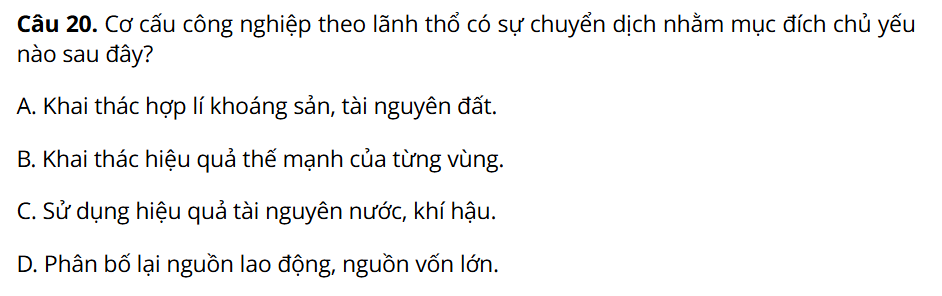 Câu 20. Cơ cấu công nghiệp theo lãnh thổ có sự chuyển dịch nhằm mục đích chủ yếu
nào sau đây?
A. Khai thác hợp lí khoáng sản, tài nguyên đất.
B. Khai thác hiệu quả thế mạnh của từng vùng.
C. Sử dụng hiệu quả tài nguyên nước, khí hậu.
D. Phân bố lại nguồn lao động, nguồn vốn lớn.